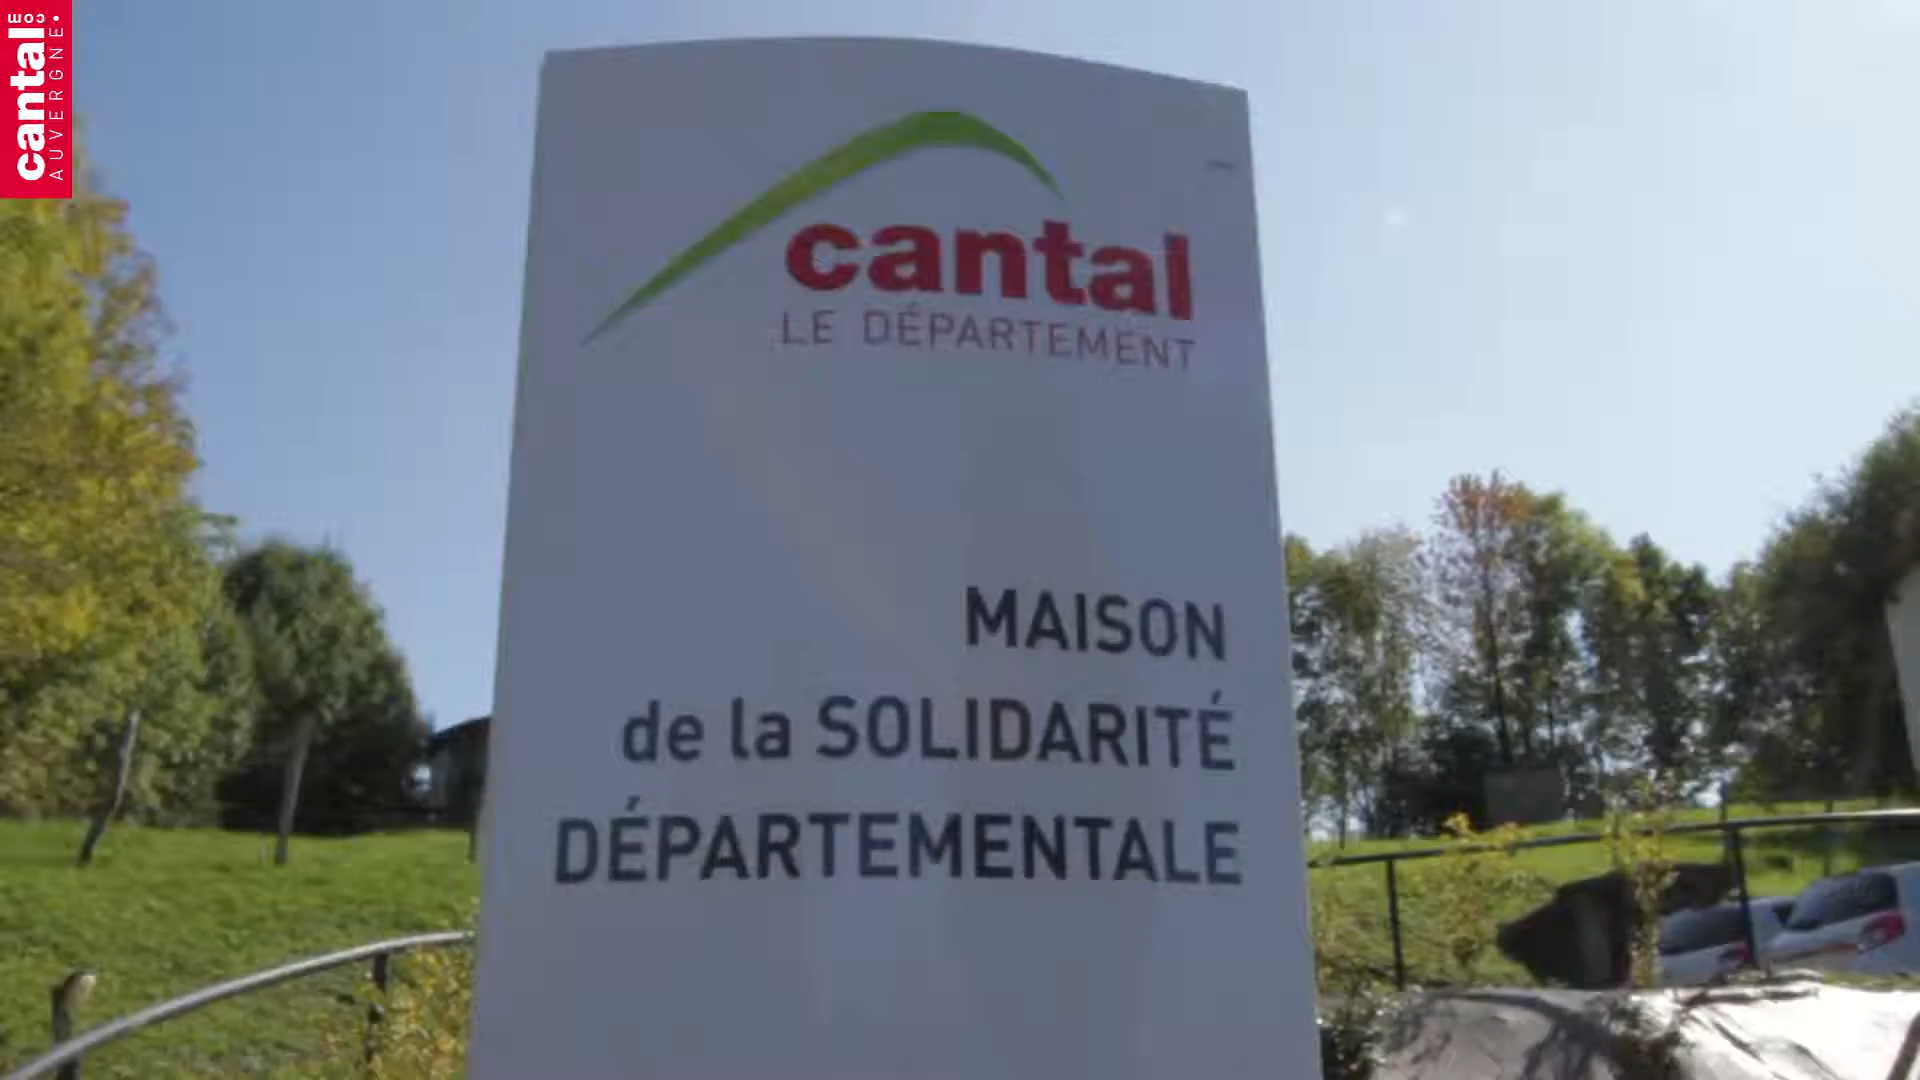 cantal.com
AUVERGNE
cantal
LE DÉPARTEMENT
MAISON
de la SOLIDARITÉ
DÉPARTEMENTALE